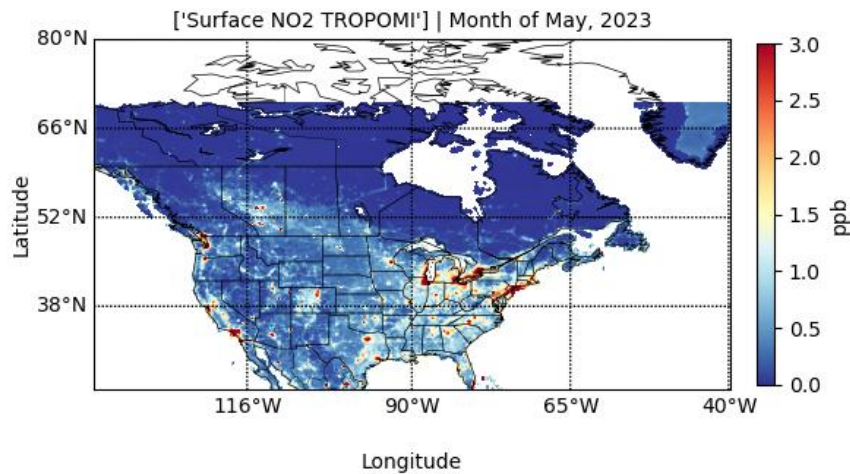 ['Surface NO2 TROPOMI'] | Month of May, 2023
80°N
66°N
52°N
38°N
Latitude
116°W
90°W
65°W
40°W
Longitude
3.0
2.5
2.0
1.5
1.0
0.5
0.0
ppb